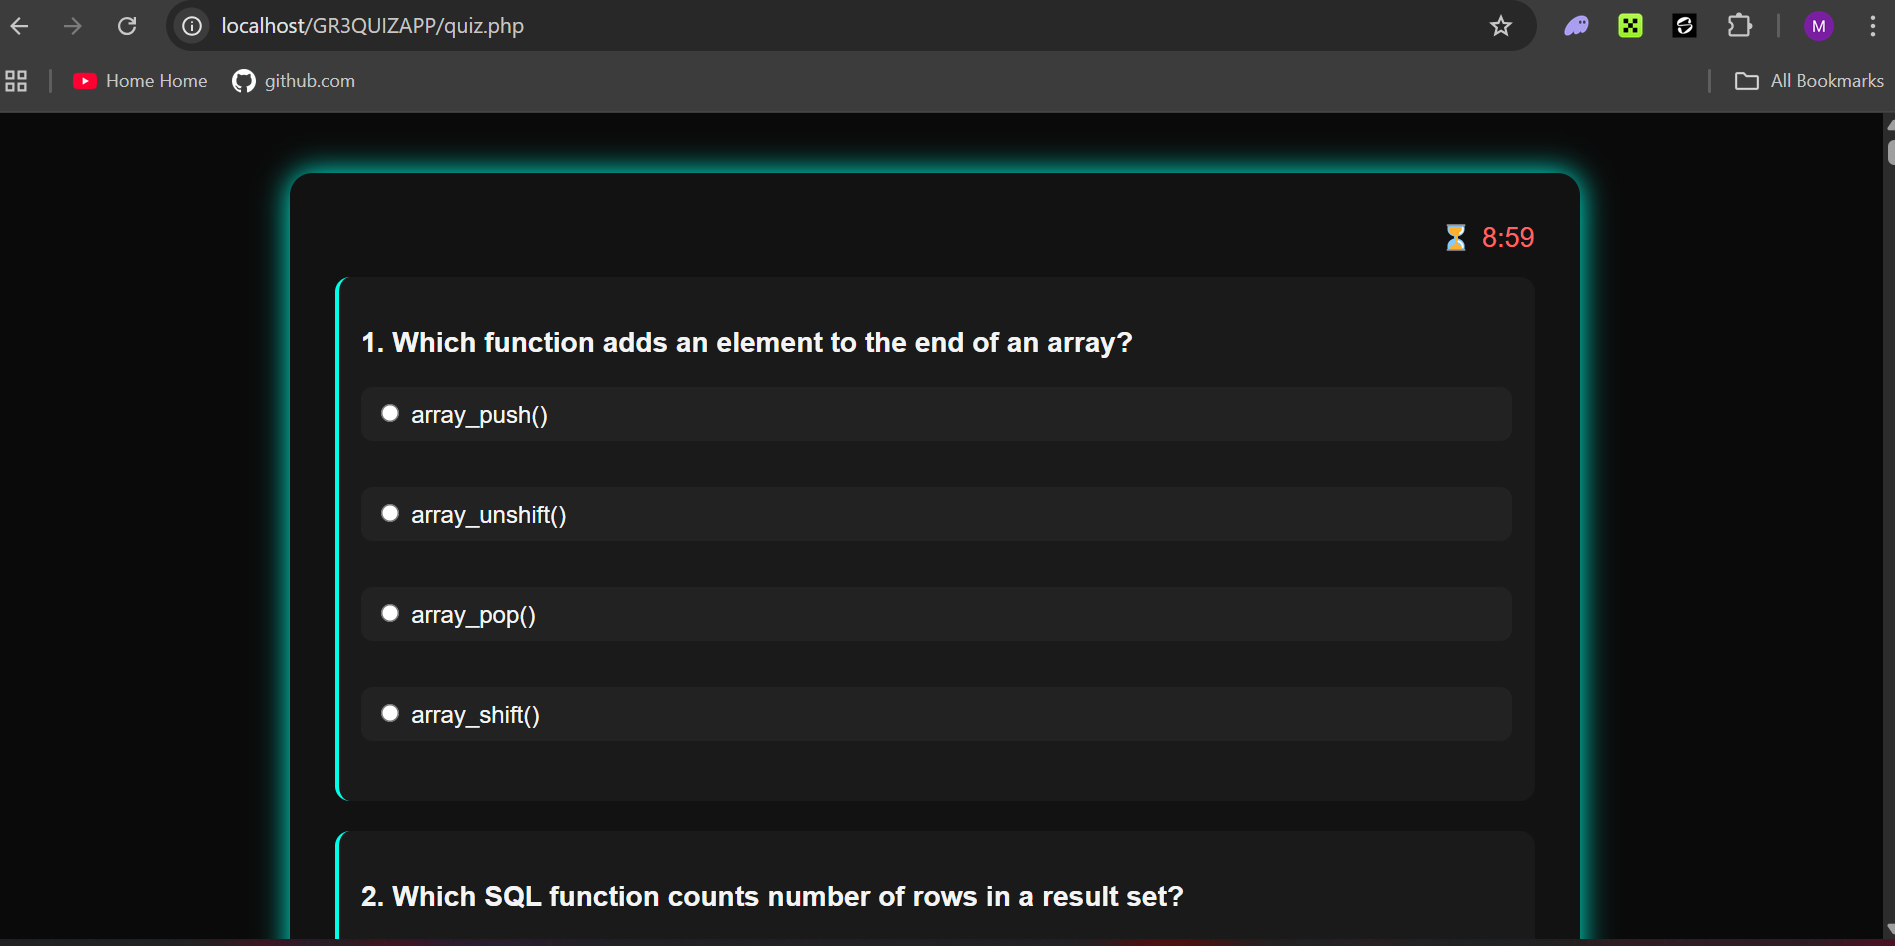 localhost/GR3QUIZAPP/quiz.php
M
Home Home
github.com
All Bookmarks
⏳ 8:59
1. Which function adds an element to the end of an array?
array_push()
array_unshift()
array_pop()
array_shift()
2. Which SQL function counts number of rows in a result set?